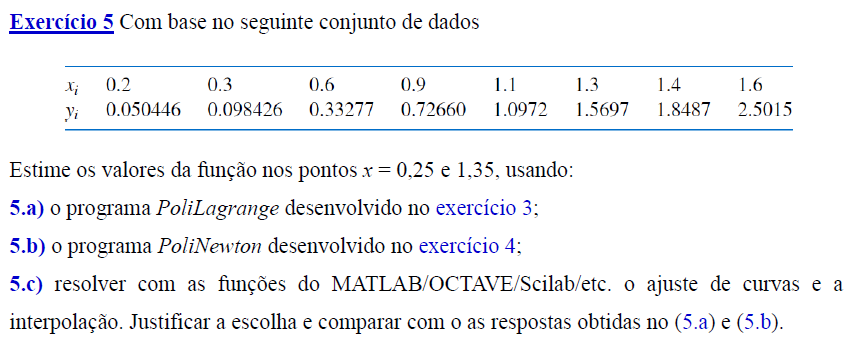 Exercício 5 Com base no seguinte conjunto de dados
xi 0.2 0.3 0.6 0.9 1.1 1.3 1.4 1.6
yi 0.050446 0.098426 0.33277 0.72660 1.0972 1.5697 1.8487 2.5015
Estime os valores da função nos pontos x = 0,25 e 1,35, usando:
5.a) o programa PoliLagrange desenvolvido no exercício 3;
5.b) o programa PoliNewton desenvolvido no exercício 4;
5.c) resolver com as funções do MATLAB/OCTAVE/Scilab/etc. o ajuste de curvas e a
interpolação. Justificar a escolha e comparar com o as respostas obtidas no (5.a) e (5.b).